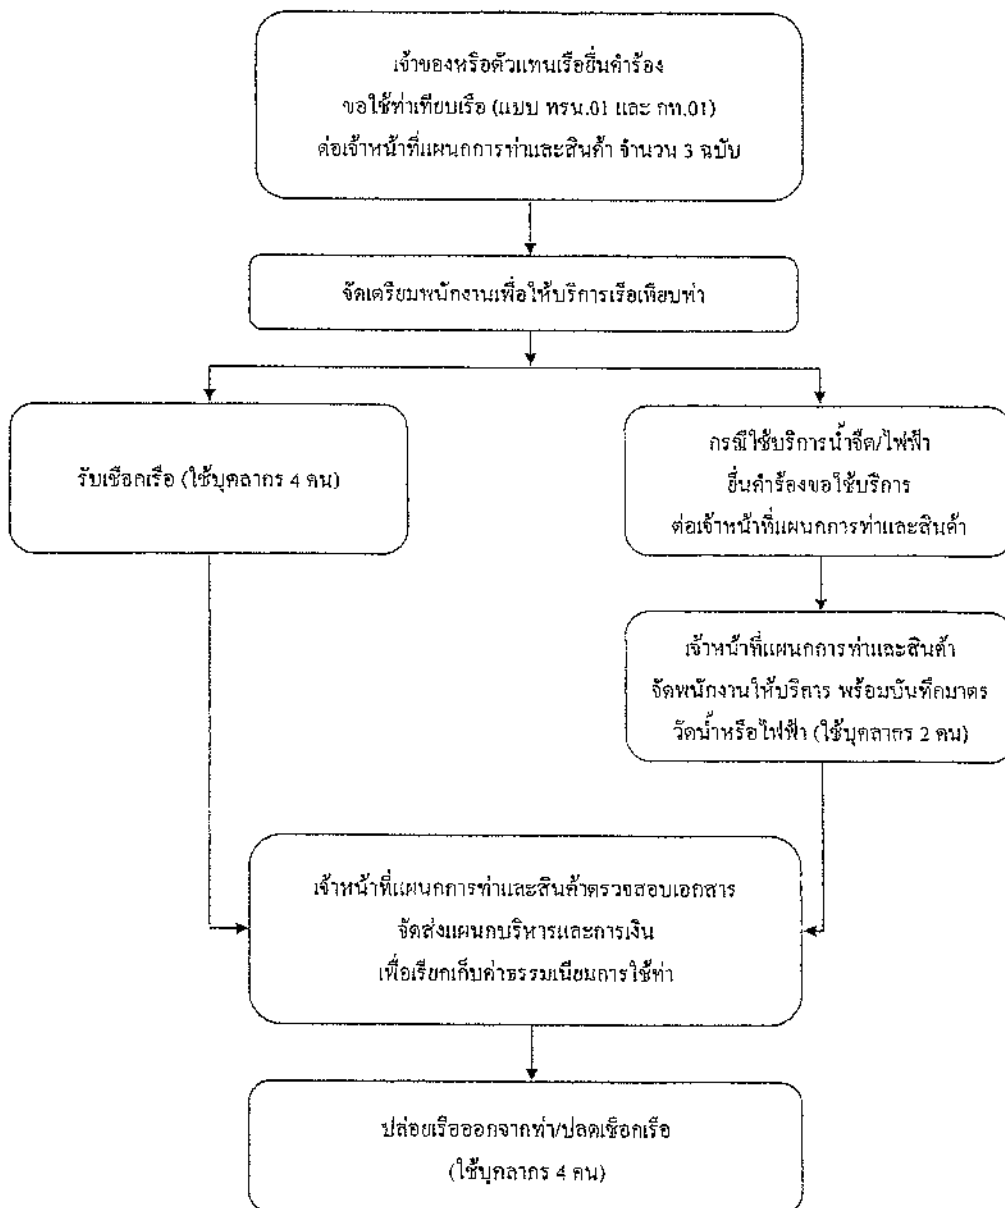 เจ้าของหรือตัวแทนเรือยื่นคำร้อง
ขอใช้ท่าเทียบเรือ (แบบ ทรน.01 และ กท.01)
ต่อเจ้าหน้าที่แผนกการท่าและสินค้า จำนวน 3 ฉบับ
จัดเตรียมพนักงานเพื่อให้บริการเรือเทียบท่า
รับเชือกเรือ (ใช้บุคลากร 4 คน)
กรณีใช้บริการน้ำจืด/ไฟฟ้า
ยื่นคำร้องขอใช้บริการ
ต่อเจ้าหน้าที่แผนกการท่าและสินค้า
เจ้าหน้าที่แผนกการท่าและสินค้า
จัดพนักงานให้บริการ พร้อมบันทึกมาตร
วัดน้ำหรือไฟฟ้า (ใช้บุคลากร 2 คน)
เจ้าหน้าที่แผนกการท่าและสินค้าตรวจสอบเอกสาร
จัดส่งแผนกบริหารและการเงิน
เพื่อเรียกเก็บค่าธรรมเนียมการใช้ท่า
ปล่อยเรือออกจากท่า/ปลดเชือกเรือ
(ใช้บุคลากร 4 คน)